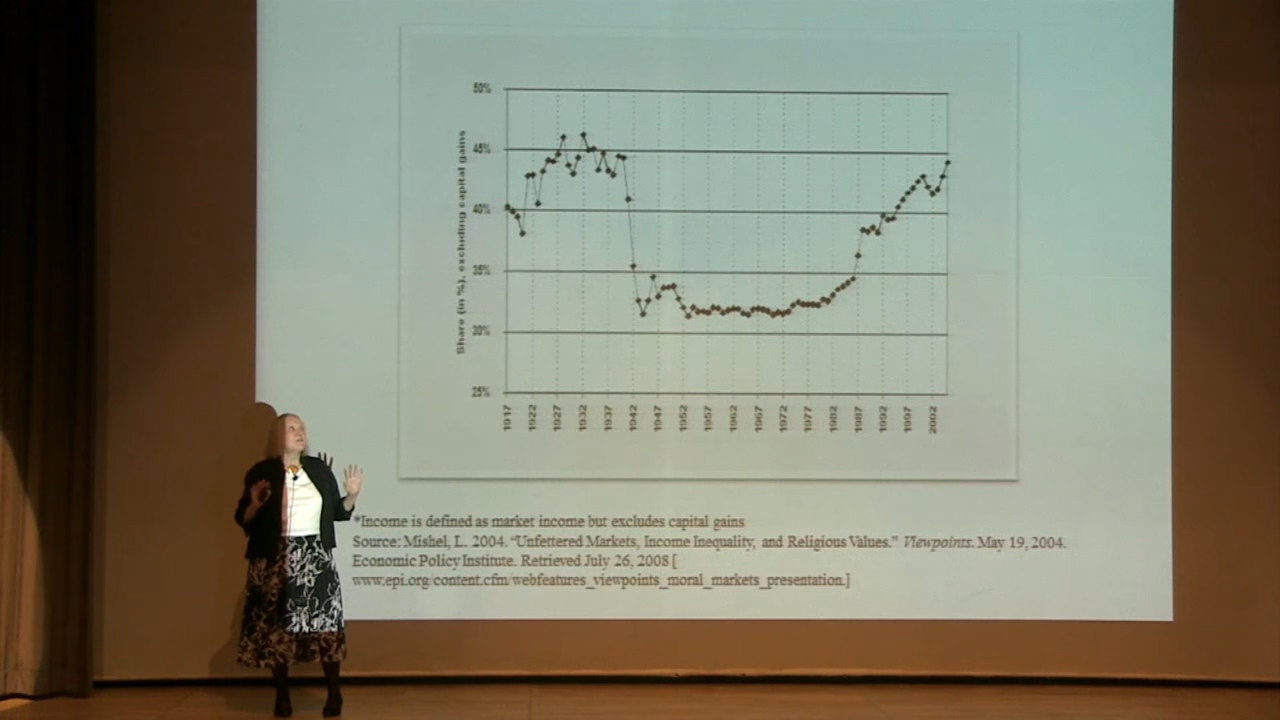 50%
45%
40%
35%
30%
25%
Share (in %), excluding capital gains
1917 1922 1927 1932 1937 1942 1947 1952 1957 1962 1967 1972 1977 1982 1987 1992 1997 2002
*Income is defined as market income but excludes capital gains
Source: Mishel, L. 2004. “Unfettered Markets, Income Inequality, and Religious Values.” Viewpoints. May 19, 2004.
Economic Policy Institute. Retrieved July 26, 2008 [
www.epi.org/content.cfm/webfeatures_viewpoints_moral_markets_presentation.]